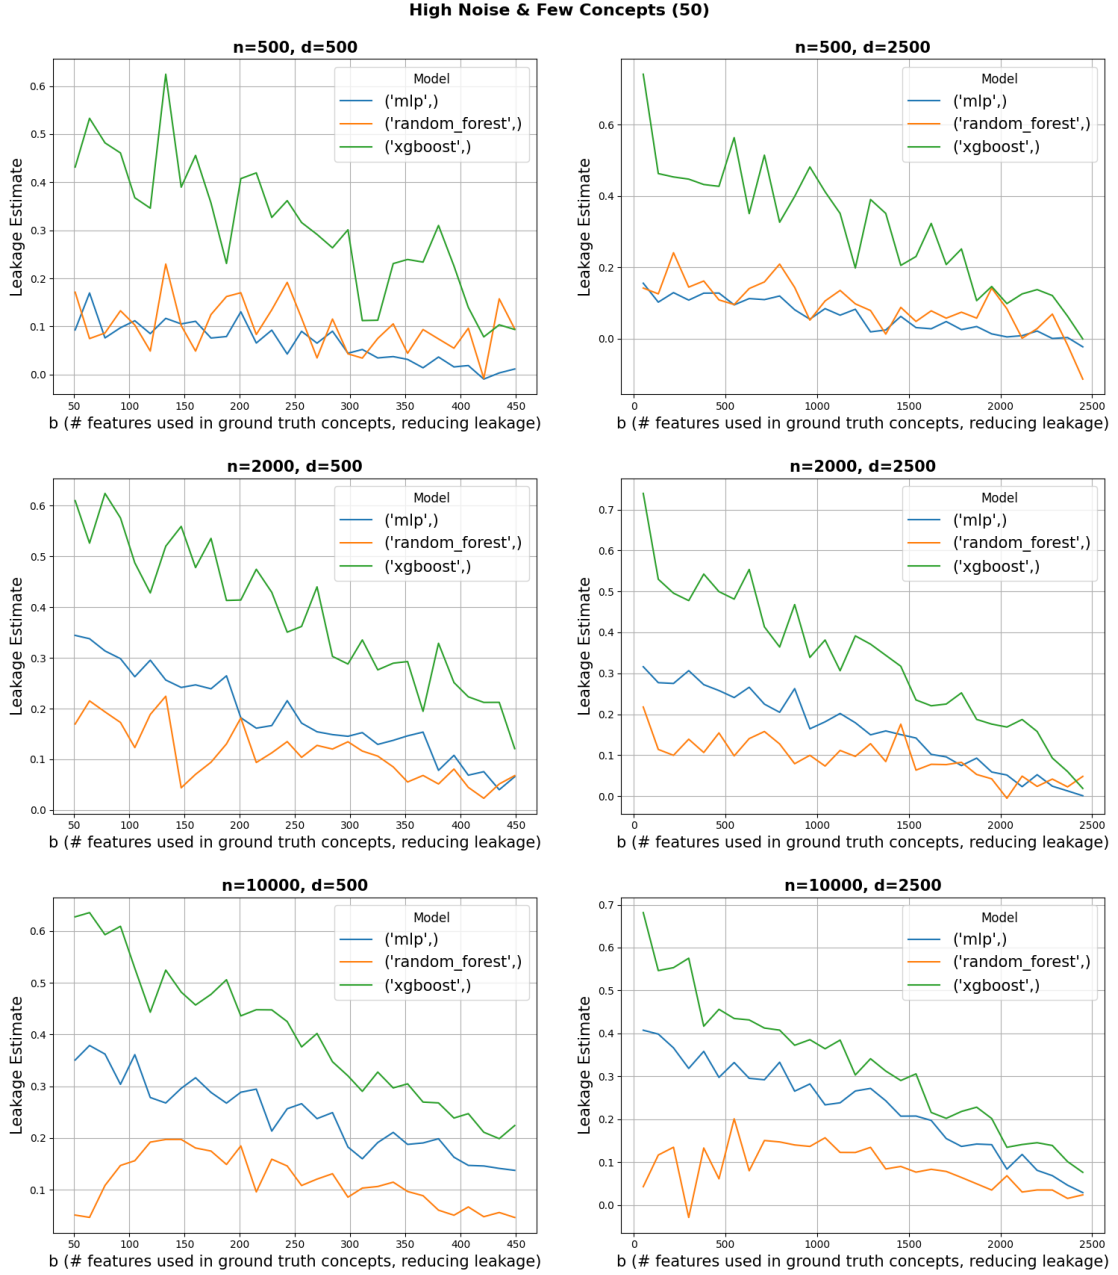 High Noise & Few Concepts (50)
n=500, d=500
Leakage Estimate
0.6
0.5
0.4
0.3
0.2
0.1
0.0
Model
('mlp',)
('random_forest',)
('xgboost',)
50 100 150 200 250 300 350 400 450
b (# features used in ground truth concepts, reducing leakage)
n=500, d=2500
Leakage Estimate
0.6
0.4
0.2
0.0
Model
('mlp',)
('random_forest',)
('xgboost',)
0 500 1000 1500 2000 2500
b (# features used in ground truth concepts, reducing leakage)
n=2000, d=500
Leakage Estimate
0.6
0.5
0.4
0.3
0.2
0.1
0.0
Model
('mlp',)
('random_forest',)
('xgboost',)
50 100 150 200 250 300 350 400 450
b (# features used in ground truth concepts, reducing leakage)
n=2000, d=2500
Leakage Estimate
0.7
0.6
0.5
0.4
0.3
0.2
0.1
0.0
Model
('mlp',)
('random_forest',)
('xgboost',)
0 500 1000 1500 2000 2500
b (# features used in ground truth concepts, reducing leakage)
n=10000, d=500
Leakage Estimate
0.6
0.5
0.4
0.3
0.2
0.1
Model
('mlp',)
('random_forest',)
('xgboost',)
50 100 150 200 250 300 350 400 450
b (# features used in ground truth concepts, reducing leakage)
n=10000, d=2500
Leakage Estimate
0.7
0.6
0.5
0.4
0.3
0.2
0.1
0.0
Model
('mlp',)
('random_forest',)
('xgboost',)
0 500 1000 1500 2000 2500
b (# features used in ground truth concepts, reducing leakage)